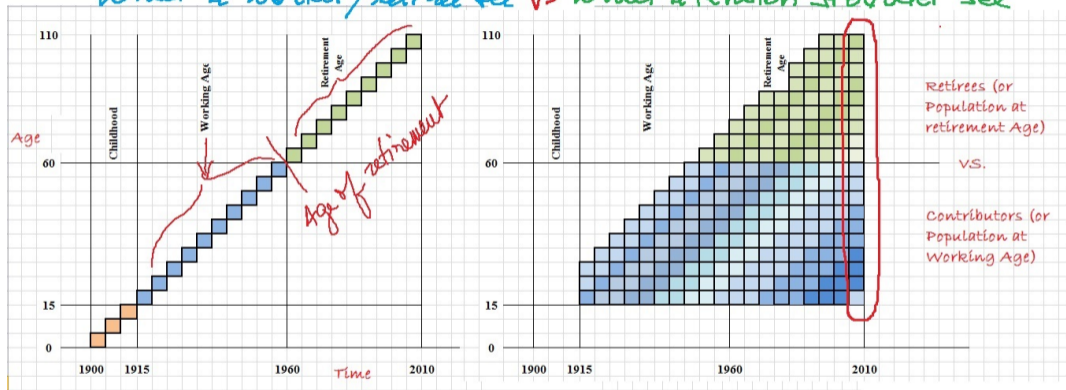 VS
110
Childhood
Working Age
Retirement
Age
Age
60
Age of retirement
15
0
1900
1915
1960
Time
2010
110
Childhood
Working Age
Retirement
Age
60
15
0
1900
1915
1960
2010
Retirees (or
Population at
retirement Age)
V.S.
Contributors (or
Population at
Working Age)